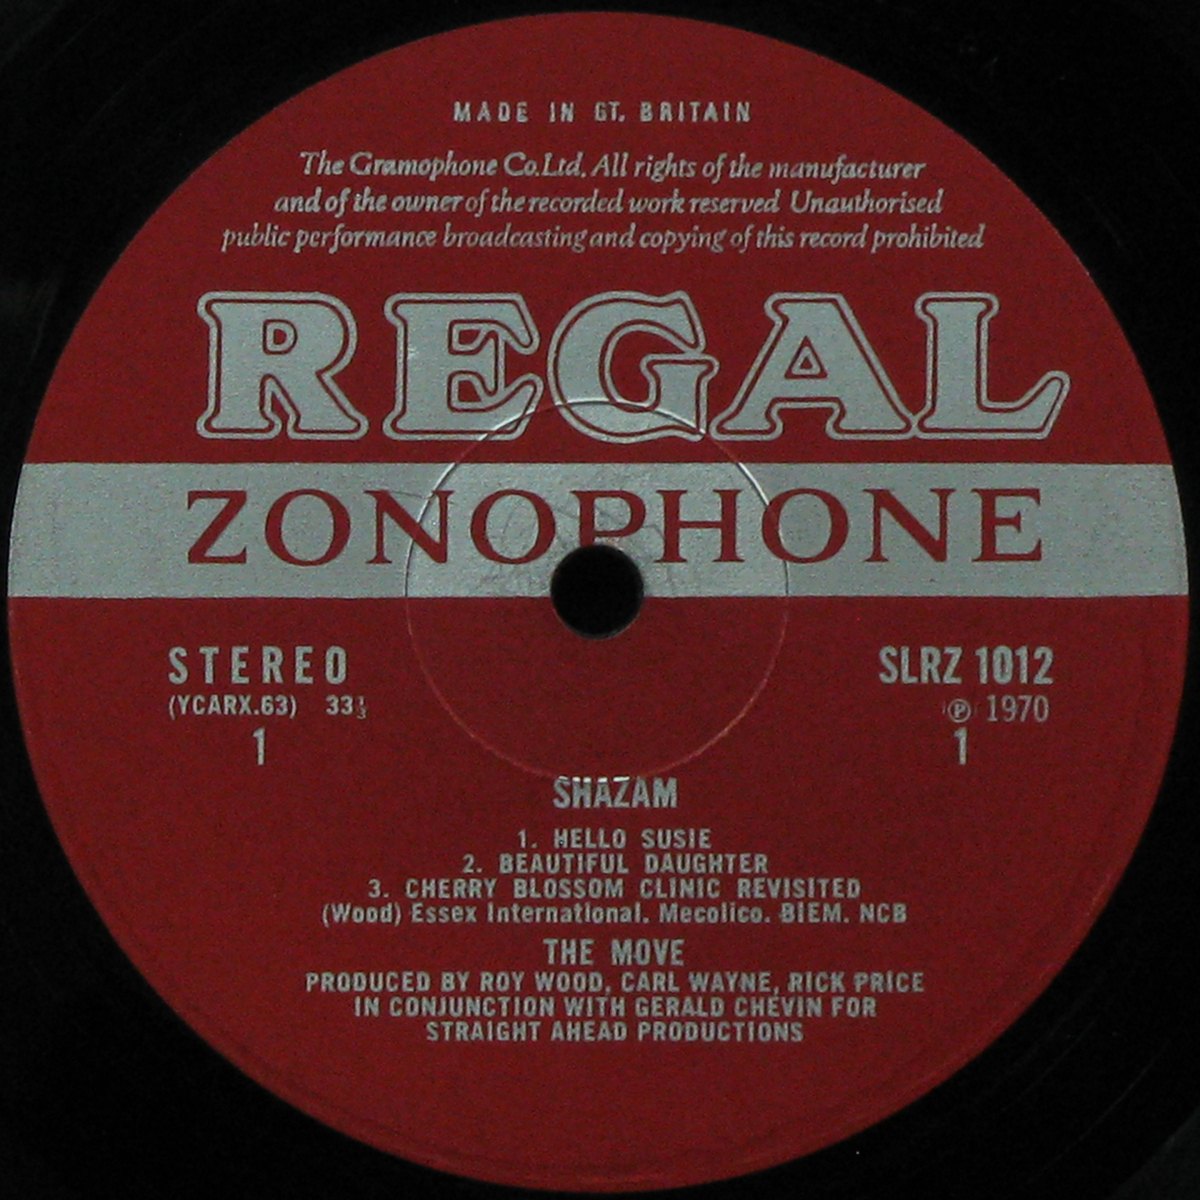 MADE IN GT. BRITAIN
The Gramophone Co.Ltd. All rights of the manufacturer
and of the owner of the recorded work reserved Unauthorised
public performance broadcasting and copying of this record prohibited
REGAL
ZONOPHONE
STEREO
SLRZ 1012
(YCARX.63) 33⅓
℗ 1970
1
1
SHAZAM
1. HELLO SUSIE
2. BEAUTIFUL DAUGHTER
3. CHERRY BLOSSOM CLINIC REVISITED
(Wood) Essex International. Mecolico. BIEM. NCB
THE MOVE
PRODUCED BY ROY WOOD, CARL WAYNE, RICK PRICE
IN CONJUNCTION WITH GERALD CHEVIN FOR
STRAIGHT AHEAD PRODUCTIONS